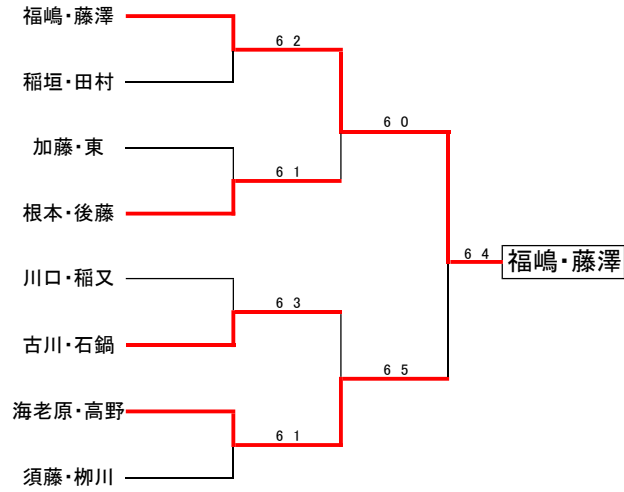 福嶋・藤澤
6 2
稲垣・田村
6 0
加藤・東
6 1
根本・後藤
6 4
福嶋・藤澤
川口・稲又
6 3
古川・石鍋
6 5
海老原・高野
6 1
須藤・栁川